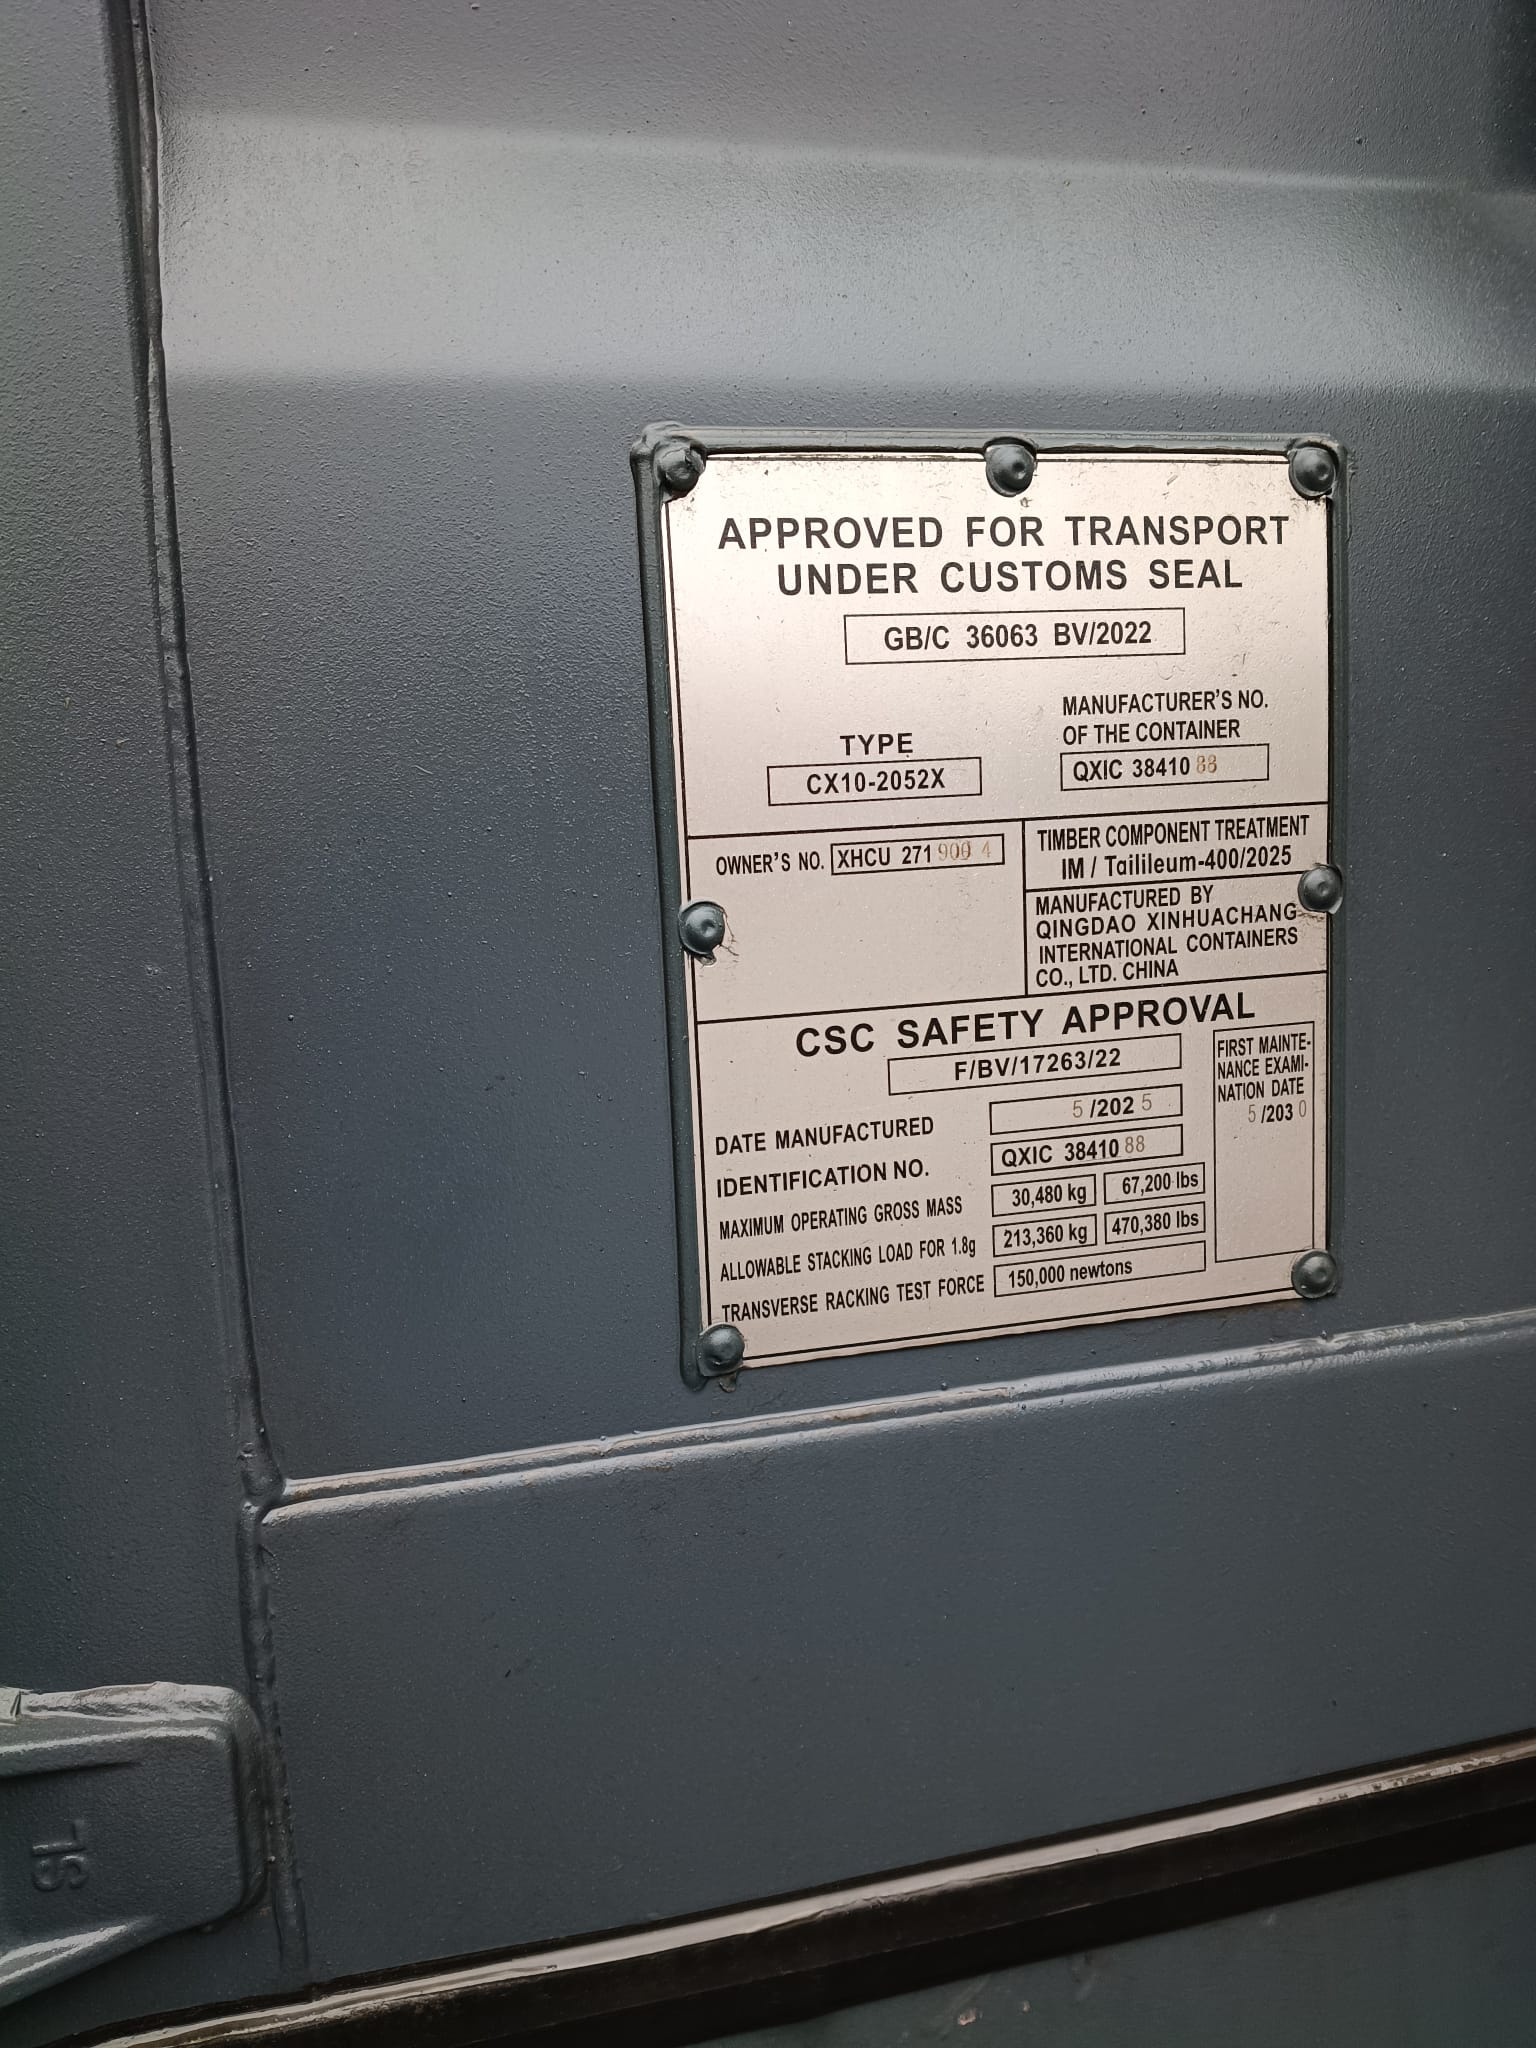 APPROVED FOR TRANSPORT
UNDER CUSTOMS SEAL
GB/C 36063 BV/2022
TYPE
CX10-2052X
MANUFACTURER'S NO.
OF THE CONTAINER
QXIC 3841088
OWNER'S NO. XHCU 271900 4
TIMBER COMPONENT TREATMENT
IM / Tailileum-400/2025
MANUFACTURED BY
QINGDAO XINHUACHANG
INTERNATIONAL CONTAINERS
CO., LTD. CHINA
CSC SAFETY APPROVAL
F/BV/17263/22
DATE MANUFACTURED 5/2025
IDENTIFICATION NO. QXIC 3841088
MAXIMUM OPERATING GROSS MASS 30,480 kg 67,200 lbs
ALLOWABLE STACKING LOAD FOR 1.8g 213,360 kg 470,380 lbs
TRANSVERSE RACKING TEST FORCE 150,000 newtons
FIRST MAINTE-
NANCE EXAMI-
NATION DATE
5/2030